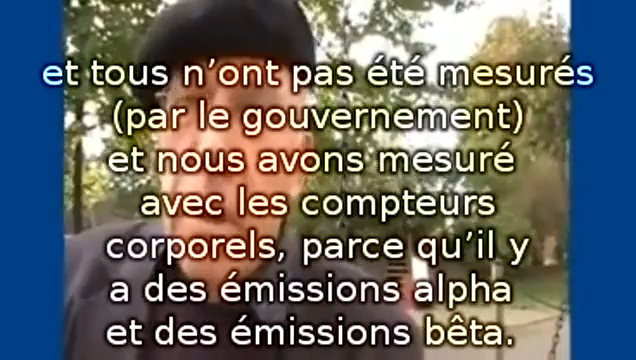 et tous n’ont pas été mesurés
(par le gouvernement)
et nous avons mesuré
avec les compteurs
corporels, parce qu’il y
a des émissions alpha
et des émissions bêta.